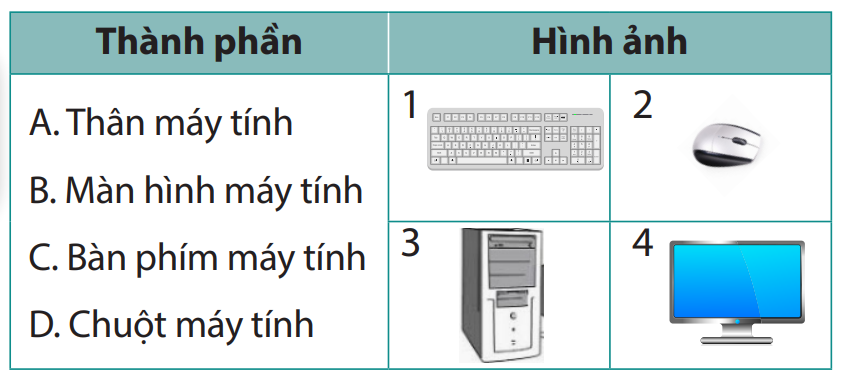 Thành phần
Hình ảnh
A. Thân máy tính
B. Màn hình máy tính
C. Bàn phím máy tính
D. Chuột máy tính
1
2
3
4